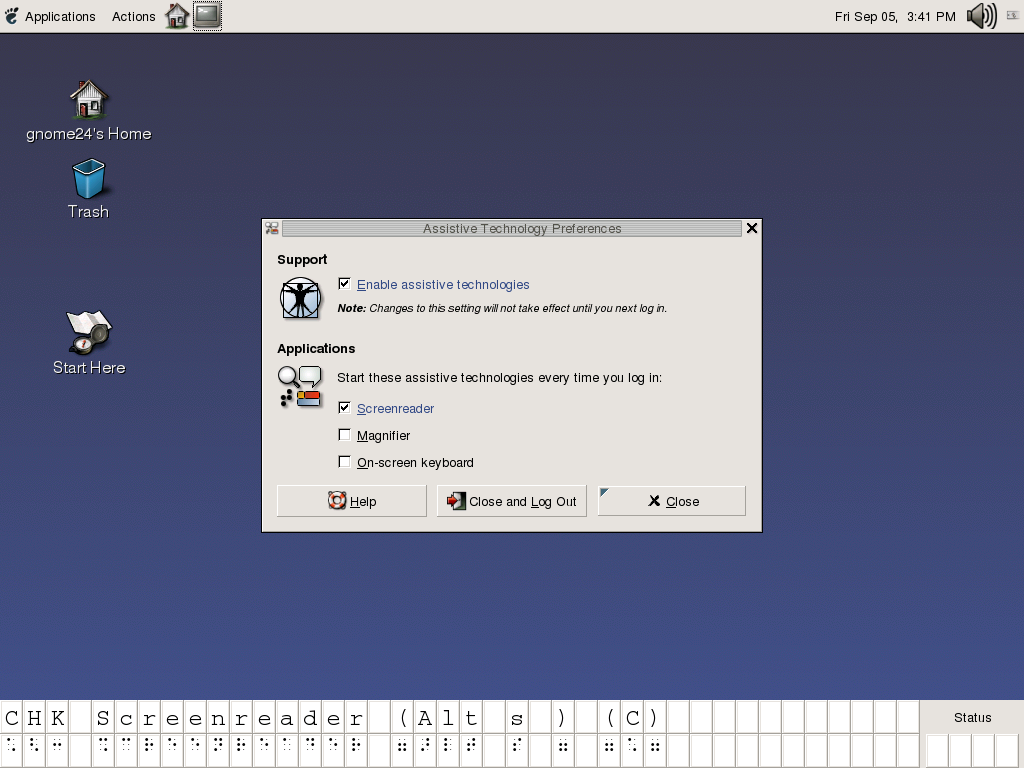 Applications Actions Fri Sep 05, 3:41 PM
gnome24's Home
Trash
Start Here
Assistive Technology Preferences
Support
Enable assistive technologies
Note: Changes to this setting will not take effect until you next log in.
Applications
Start these assistive technologies every time you log in:
Screenreader
Magnifier
On-screen keyboard
Help Close and Log Out Close
CHK Screenreader (Alt s ) (C)
Status